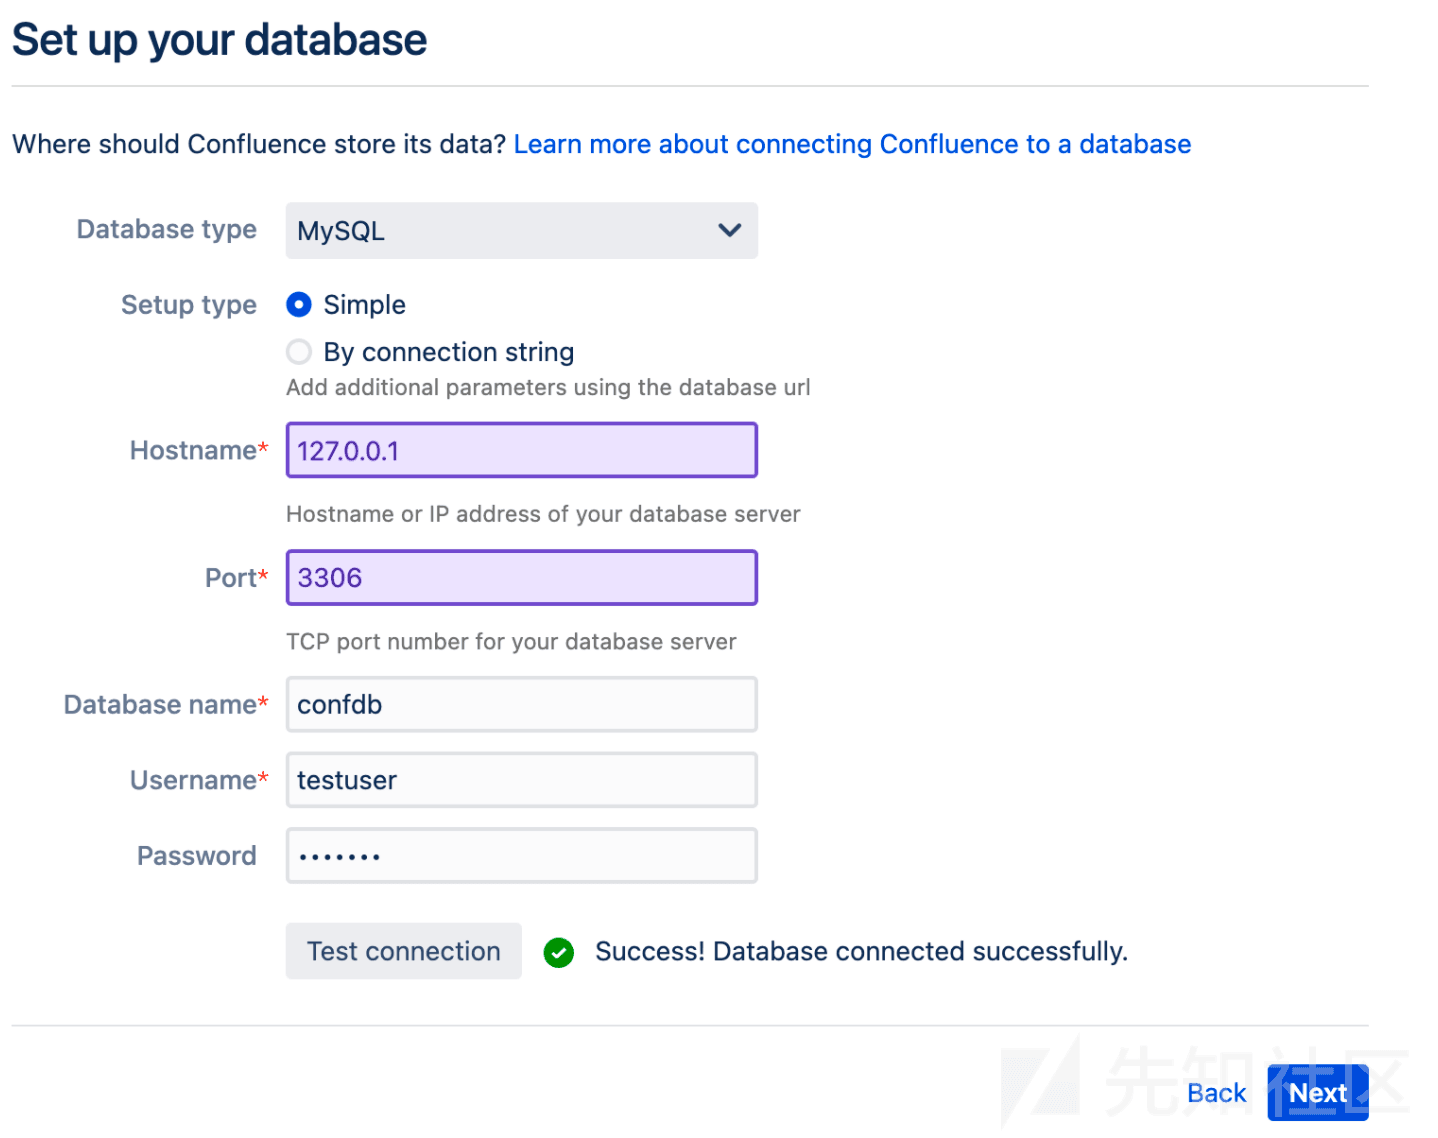 Set up your database
Where should Confluence store its data? Learn more about connecting Confluence to a database
Database type MySQL
Setup type Simple
By connection string
Add additional parameters using the database url
Hostname* 127.0.0.1
Hostname or IP address of your database server
Port* 3306
TCP port number for your database server
Database name* confdb
Username* testuser
Password •••••••
Test connection Success! Database connected successfully.
Back Next
先知社区